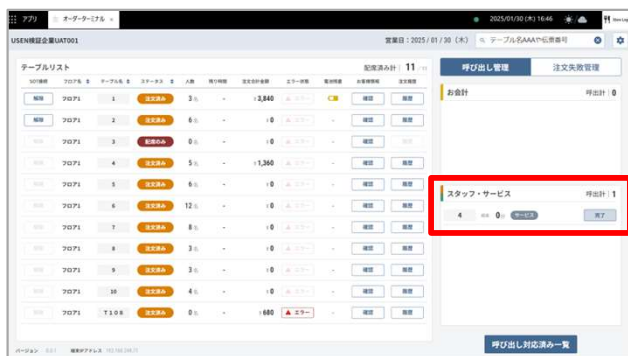 アプリ オーダーターミナル × 2025/01/30 (木) 16:46
USEN検証企業UAT001 営業日：2025 / 01 / 30 （木） テーブル名AAAや伝票番号
テーブルリスト 配席済み計 11
フロア名 テーブル名 ステータス 人数 残り時間 注文合計金額 エラー状態 電池残量 お客様情報 注文履歴
解除 フロア1 1 注文済み 3名 - ¥3,840 エラー 確認 履歴
解除 フロア1 2 注文済み 6名 - ¥0 エラー - 確認 履歴
フロア1 3 配席のみ 0名 - ¥0 エラー - 確認
フロア1 4 注文済み 5名 - ¥1,360 エラー - 確認 履歴
フロア1 5 注文済み 6名 - ¥0 エラー - 確認 履歴
フロア1 6 注文済み 12名 - ¥0 エラー - 確認 履歴
フロア1 7 注文済み 8名 - ¥0 エラー - 確認 履歴
フロア1 8 注文済み 3名 - ¥0 エラー - 確認 履歴
フロア1 9 注文済み 3名 - ¥0 エラー - 確認 履歴
フロア1 10 注文済み 4名 - ¥0 エラー - 確認 履歴
フロア1 T108 注文済み 0名 - ¥680 エラー - 確認 履歴
バージョン 端末IPアドレス
呼び出し管理 注文失敗管理
お会計 呼出計 0
スタッフ・サービス 呼出計 1
4 0分 サービス 完了
呼び出し対応済み一覧